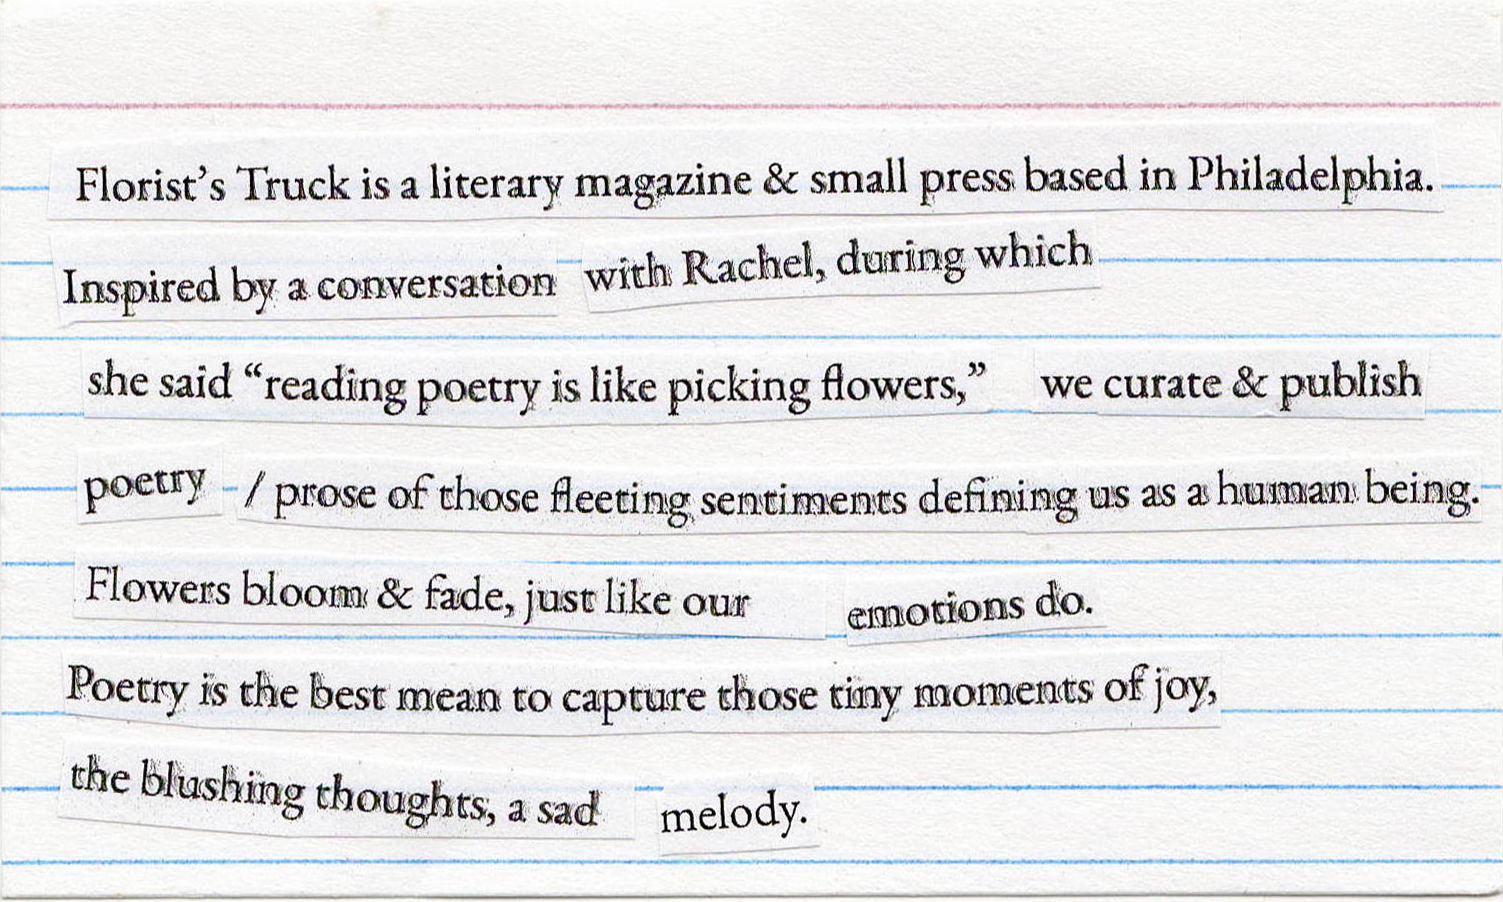 Florist’s Truck is a literary magazine & small press based in Philadelphia.
Inspired by a conversation with Rachel, during which
she said “reading poetry is like picking flowers,” we curate & publish
poetry / prose of those fleeting sentiments defining us as a human being.
Flowers bloom & fade, just like our emotions do.
Poetry is the best mean to capture those tiny moments of joy,
the blushing thoughts, a sad melody.